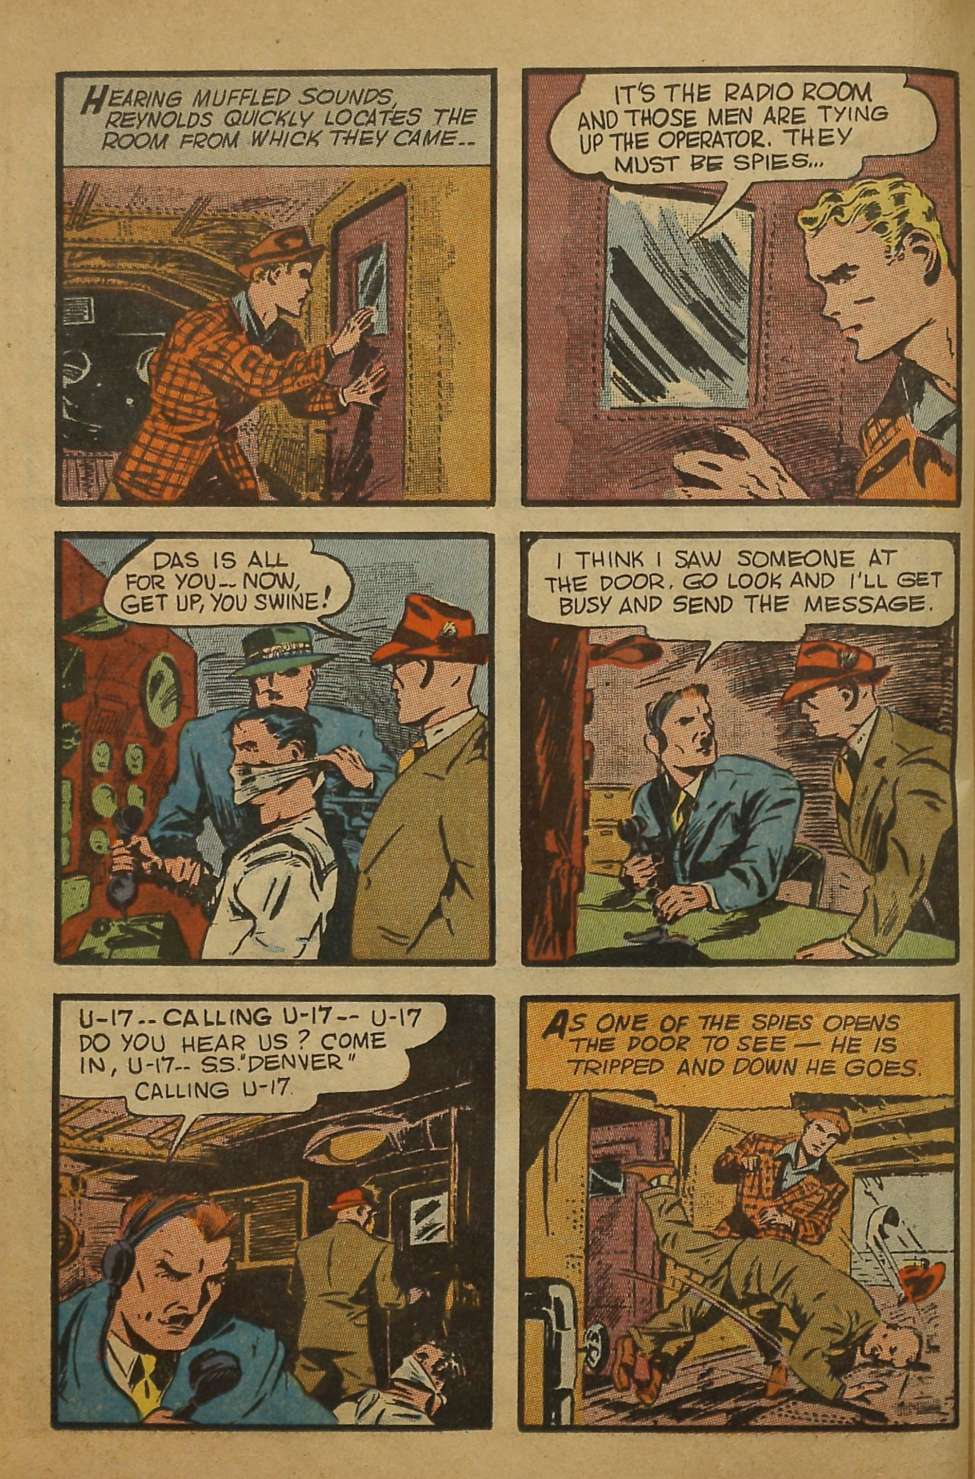 HEARING MUFFLED SOUNDS,
REYNOLDS QUICKLY LOCATES THE
ROOM FROM WHICK THEY CAME--
IT'S THE RADIO ROOM
AND THOSE MEN ARE TYING
UP THE OPERATOR. THEY
MUST BE SPIES...
DAS IS ALL
FOR YOU-- NOW,
GET UP, YOU SWINE!
I THINK I SAW SOMEONE AT
THE DOOR. GO LOOK AND I'LL GET
BUSY AND SEND THE MESSAGE.
U-17-- CALLING U-17-- U-17
DO YOU HEAR US? COME
IN, U-17-- S.S. "DENVER"
CALLING U-17.
AS ONE OF THE SPIES OPENS
THE DOOR TO SEE — HE IS
TRIPPED AND DOWN HE GOES.